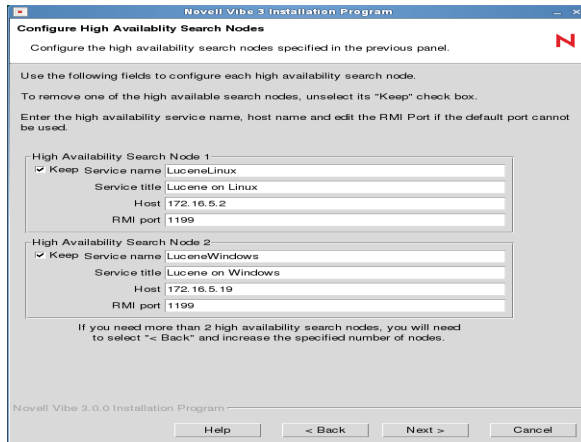 Novell Vibe 3 Installation Program
Configure High Availablity Search Nodes
Configure the high availability search nodes specified in the previous panel.
N
Use the following fields to configure each high availability search node.
To remove one of the high available search nodes, unselect its "Keep" check box.
Enter the high availability service name, host name and edit the RMI Port if the default port cannot
be used.
High Availability Search Node 1
Keep Service name LuceneLinux
Service title Lucene on Linux
Host 172.16.5.2
RMI port 1199
High Availability Search Node 2
Keep Service name LuceneWindows
Service title Lucene on Windows
Host 172.16.5.19
RMI port 1199
If you need more than 2 high availability search nodes, you will need
to select "< Back" and increase the specified number of nodes.
Novell Vibe 3.0.0 Installation Program
Help < Back Next > Cancel